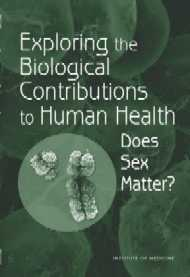 Exploring the
Biological
Contributions
to Human Health
Does
Sex
Matter?
INSTITUTE OF MEDICINE